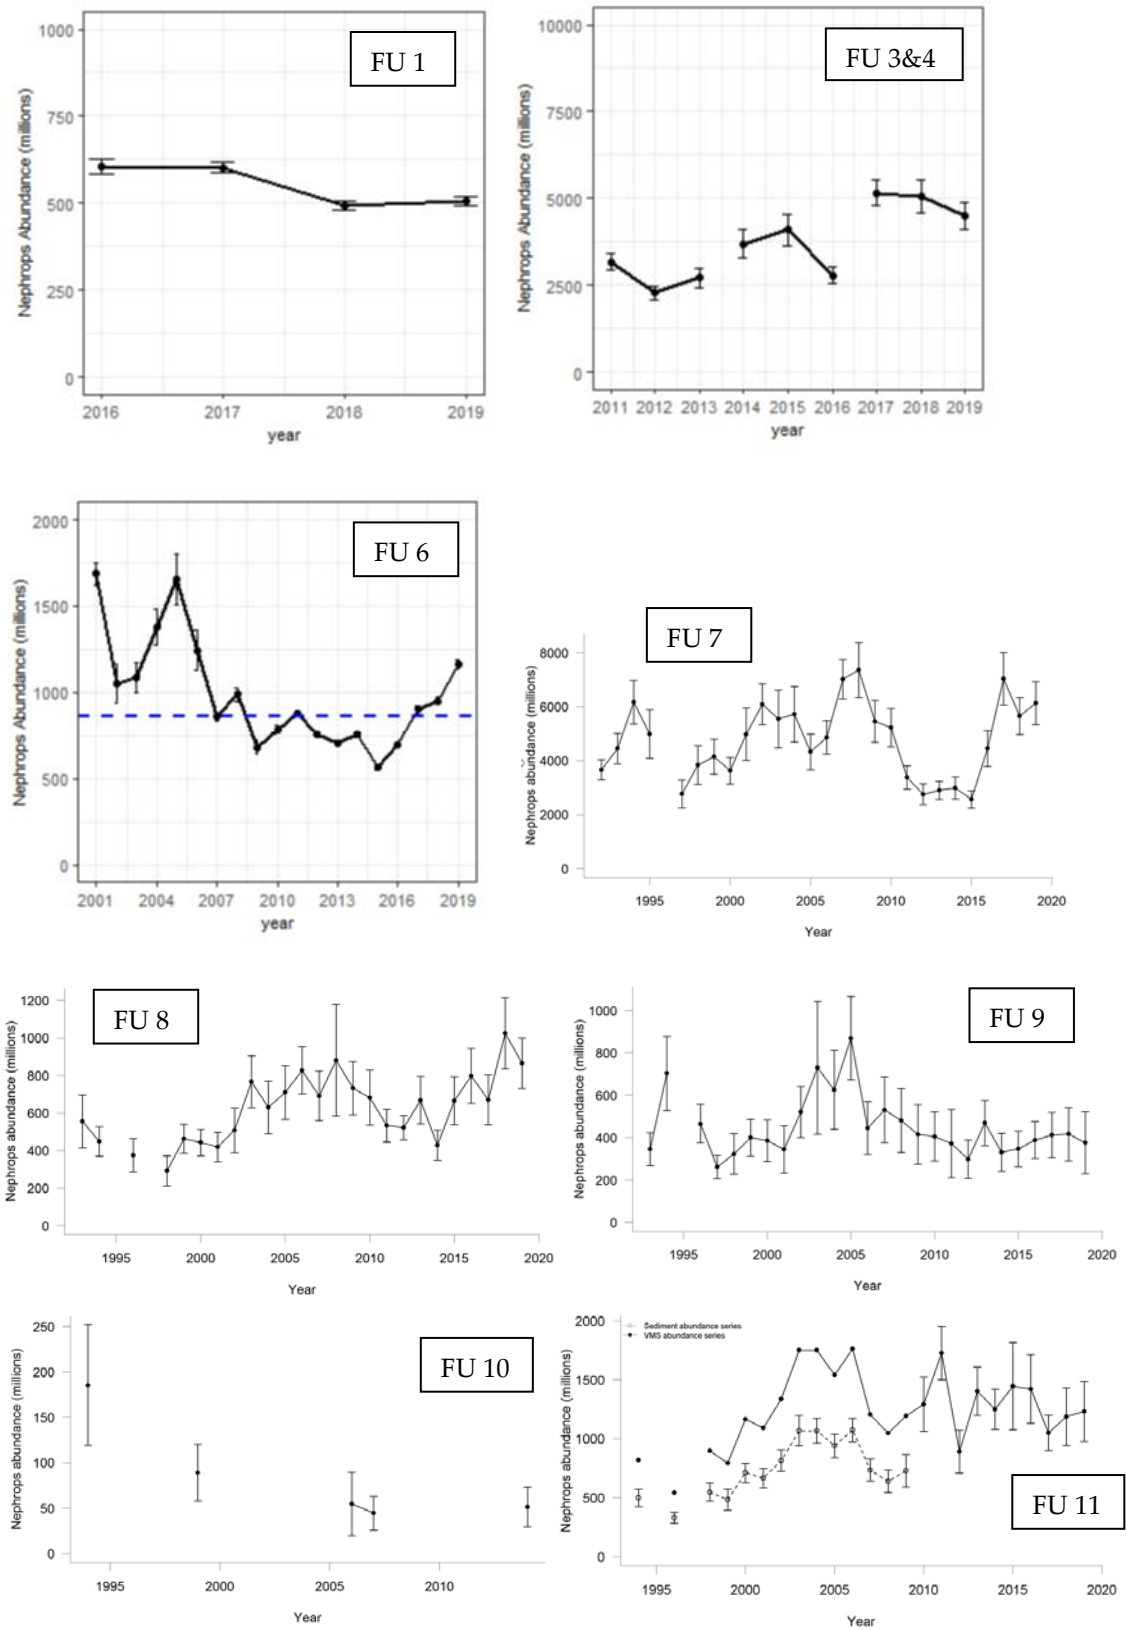 FU 1
Nephrops Abundance (millions)
1000
750
500
250
0
2016 2017 2018 2019
year
FU 3&4
Nephrops Abundance (millions)
10000
7500
5000
2500
0
2011 2012 2013 2014 2015 2016 2017 2018 2019
year
FU 6
Nephrops Abundance (millions)
2000
1500
1000
500
0
2001 2004 2007 2010 2013 2016 2019
year
FU 7
Nephrops abundance (millions)
8000
6000
4000
2000
0
1995 2000 2005 2010 2015 2020
Year
FU 8
Nephrops abundance (millions)
1200
1000
800
600
400
200
0
1995 2000 2005 2010 2015 2020
Year
FU 9
Nephrops abundance (millions)
1000
800
600
400
200
0
1995 2000 2005 2010 2015 2020
Year
FU 10
Nephrops abundance (millions)
250
200
150
100
50
0
1995 2000 2005 2010
Year
Sediment abundance series
VMS abundance series
FU 11
Nephrops abundance (millions)
2000
1500
1000
500
0
1995 2000 2005 2010 2015 2020
Year